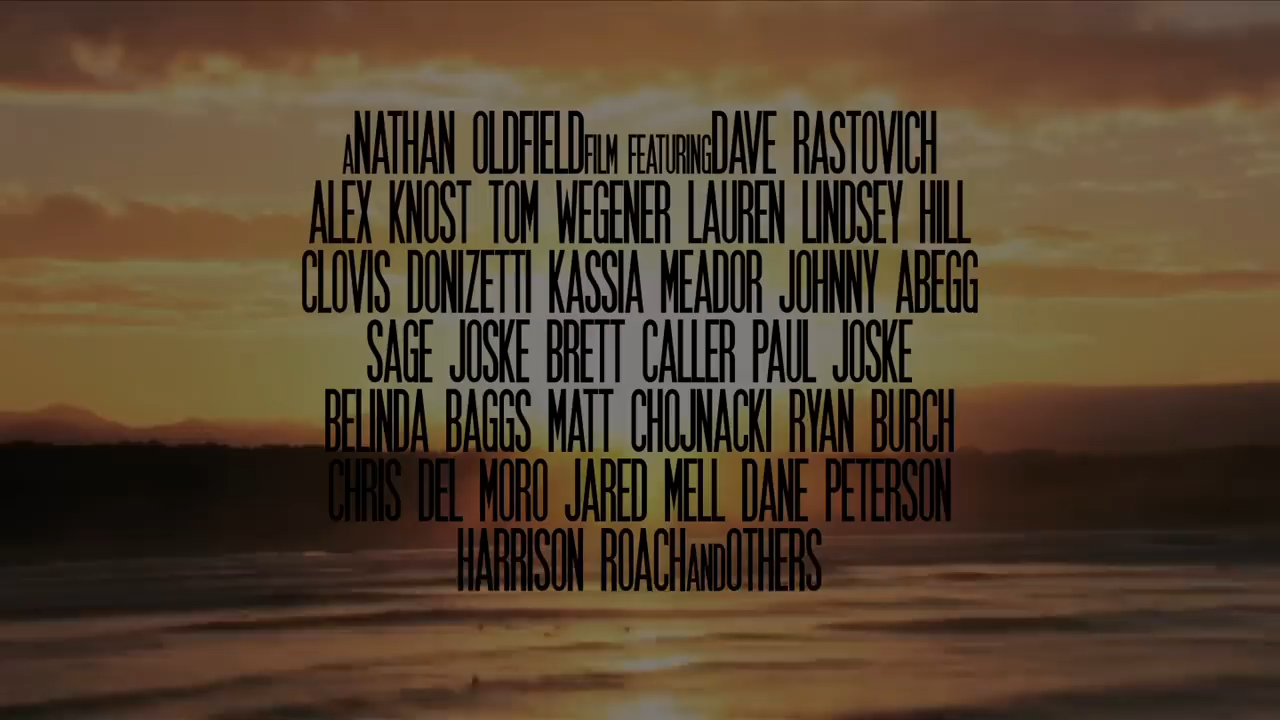 A NATHAN OLDFIELD FILM FEATURING DAVE RASTOVICH
ALEX KNOST TOM WEGENER LAUREN LINDSEY HILL
CLOVIS DONIZETTI KASSIA MEADOR JOHNNY ABEGG
SAGE JOSKE BRETT CALLER PAUL JOSKE
BELINDA BAGGS MATT CHOJNACKI RYAN BURCH
CHRIS DEL MORO JARED MELL DANE PETERSON
HARRISON ROACH AND OTHERS